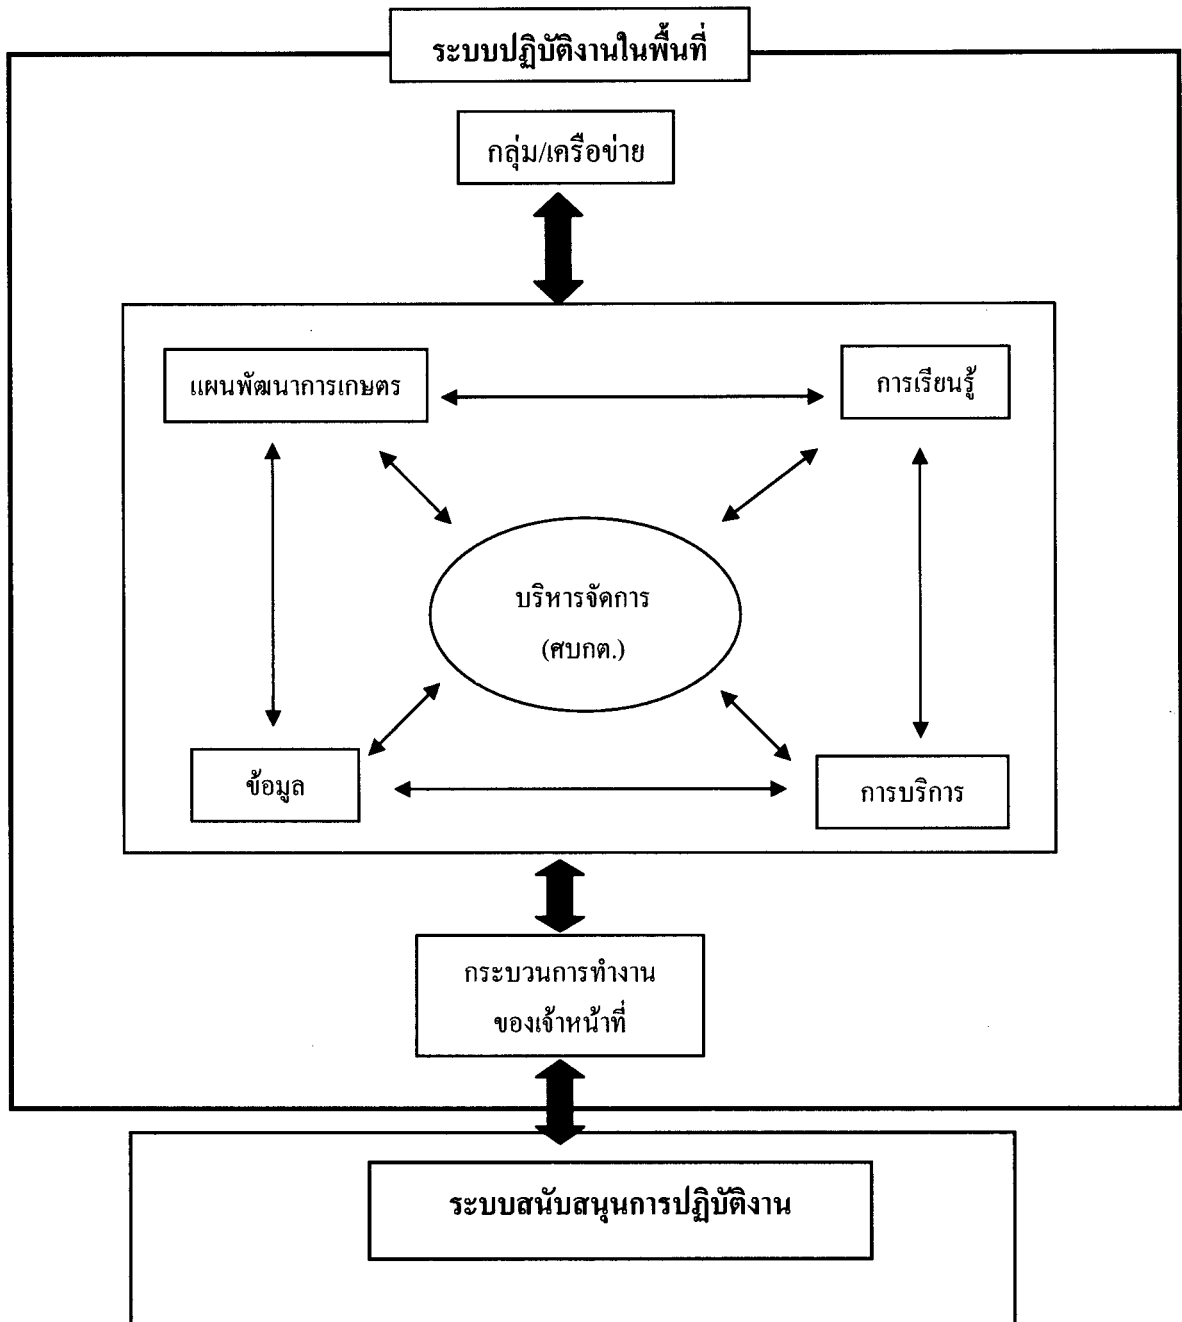 ระบบปฏิบัติงานในพื้นที่
กลุ่ม/เครือข่าย
แผนพัฒนาการเกษตร
การเรียนรู้
บริหารจัดการ
(ศบกต.)
ข้อมูล
การบริการ
กระบวนการทำงาน
ของเจ้าหน้าที่
ระบบสนับสนุนการปฏิบัติงาน